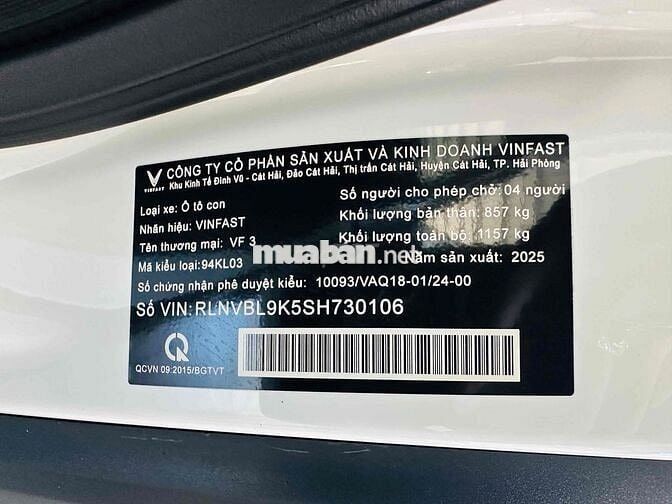 VINFAST
CÔNG TY CỔ PHẦN SẢN XUẤT VÀ KINH DOANH VINFAST
Khu Kinh Tế Đình Vũ - Cát Hải, Đảo Cát Hải, Thị trấn Cát Hải, Huyện Cát Hải, TP. Hải Phòng
Loại xe: Ô tô con
Số người cho phép chở: 04 người
Nhãn hiệu: VINFAST
Khối lượng bản thân: 857 kg
Tên thương mại: VF 3
Khối lượng toàn bộ: 1157 kg
Mã kiểu loại: 94KL03
Năm sản xuất: 2025
muaban.net
Số chứng nhận phê duyệt kiểu: 10093/VAQ18-01/24-00
Số VIN: RLNVBL9K5SH730106
Q
QCVN 09:2015/BGTVT